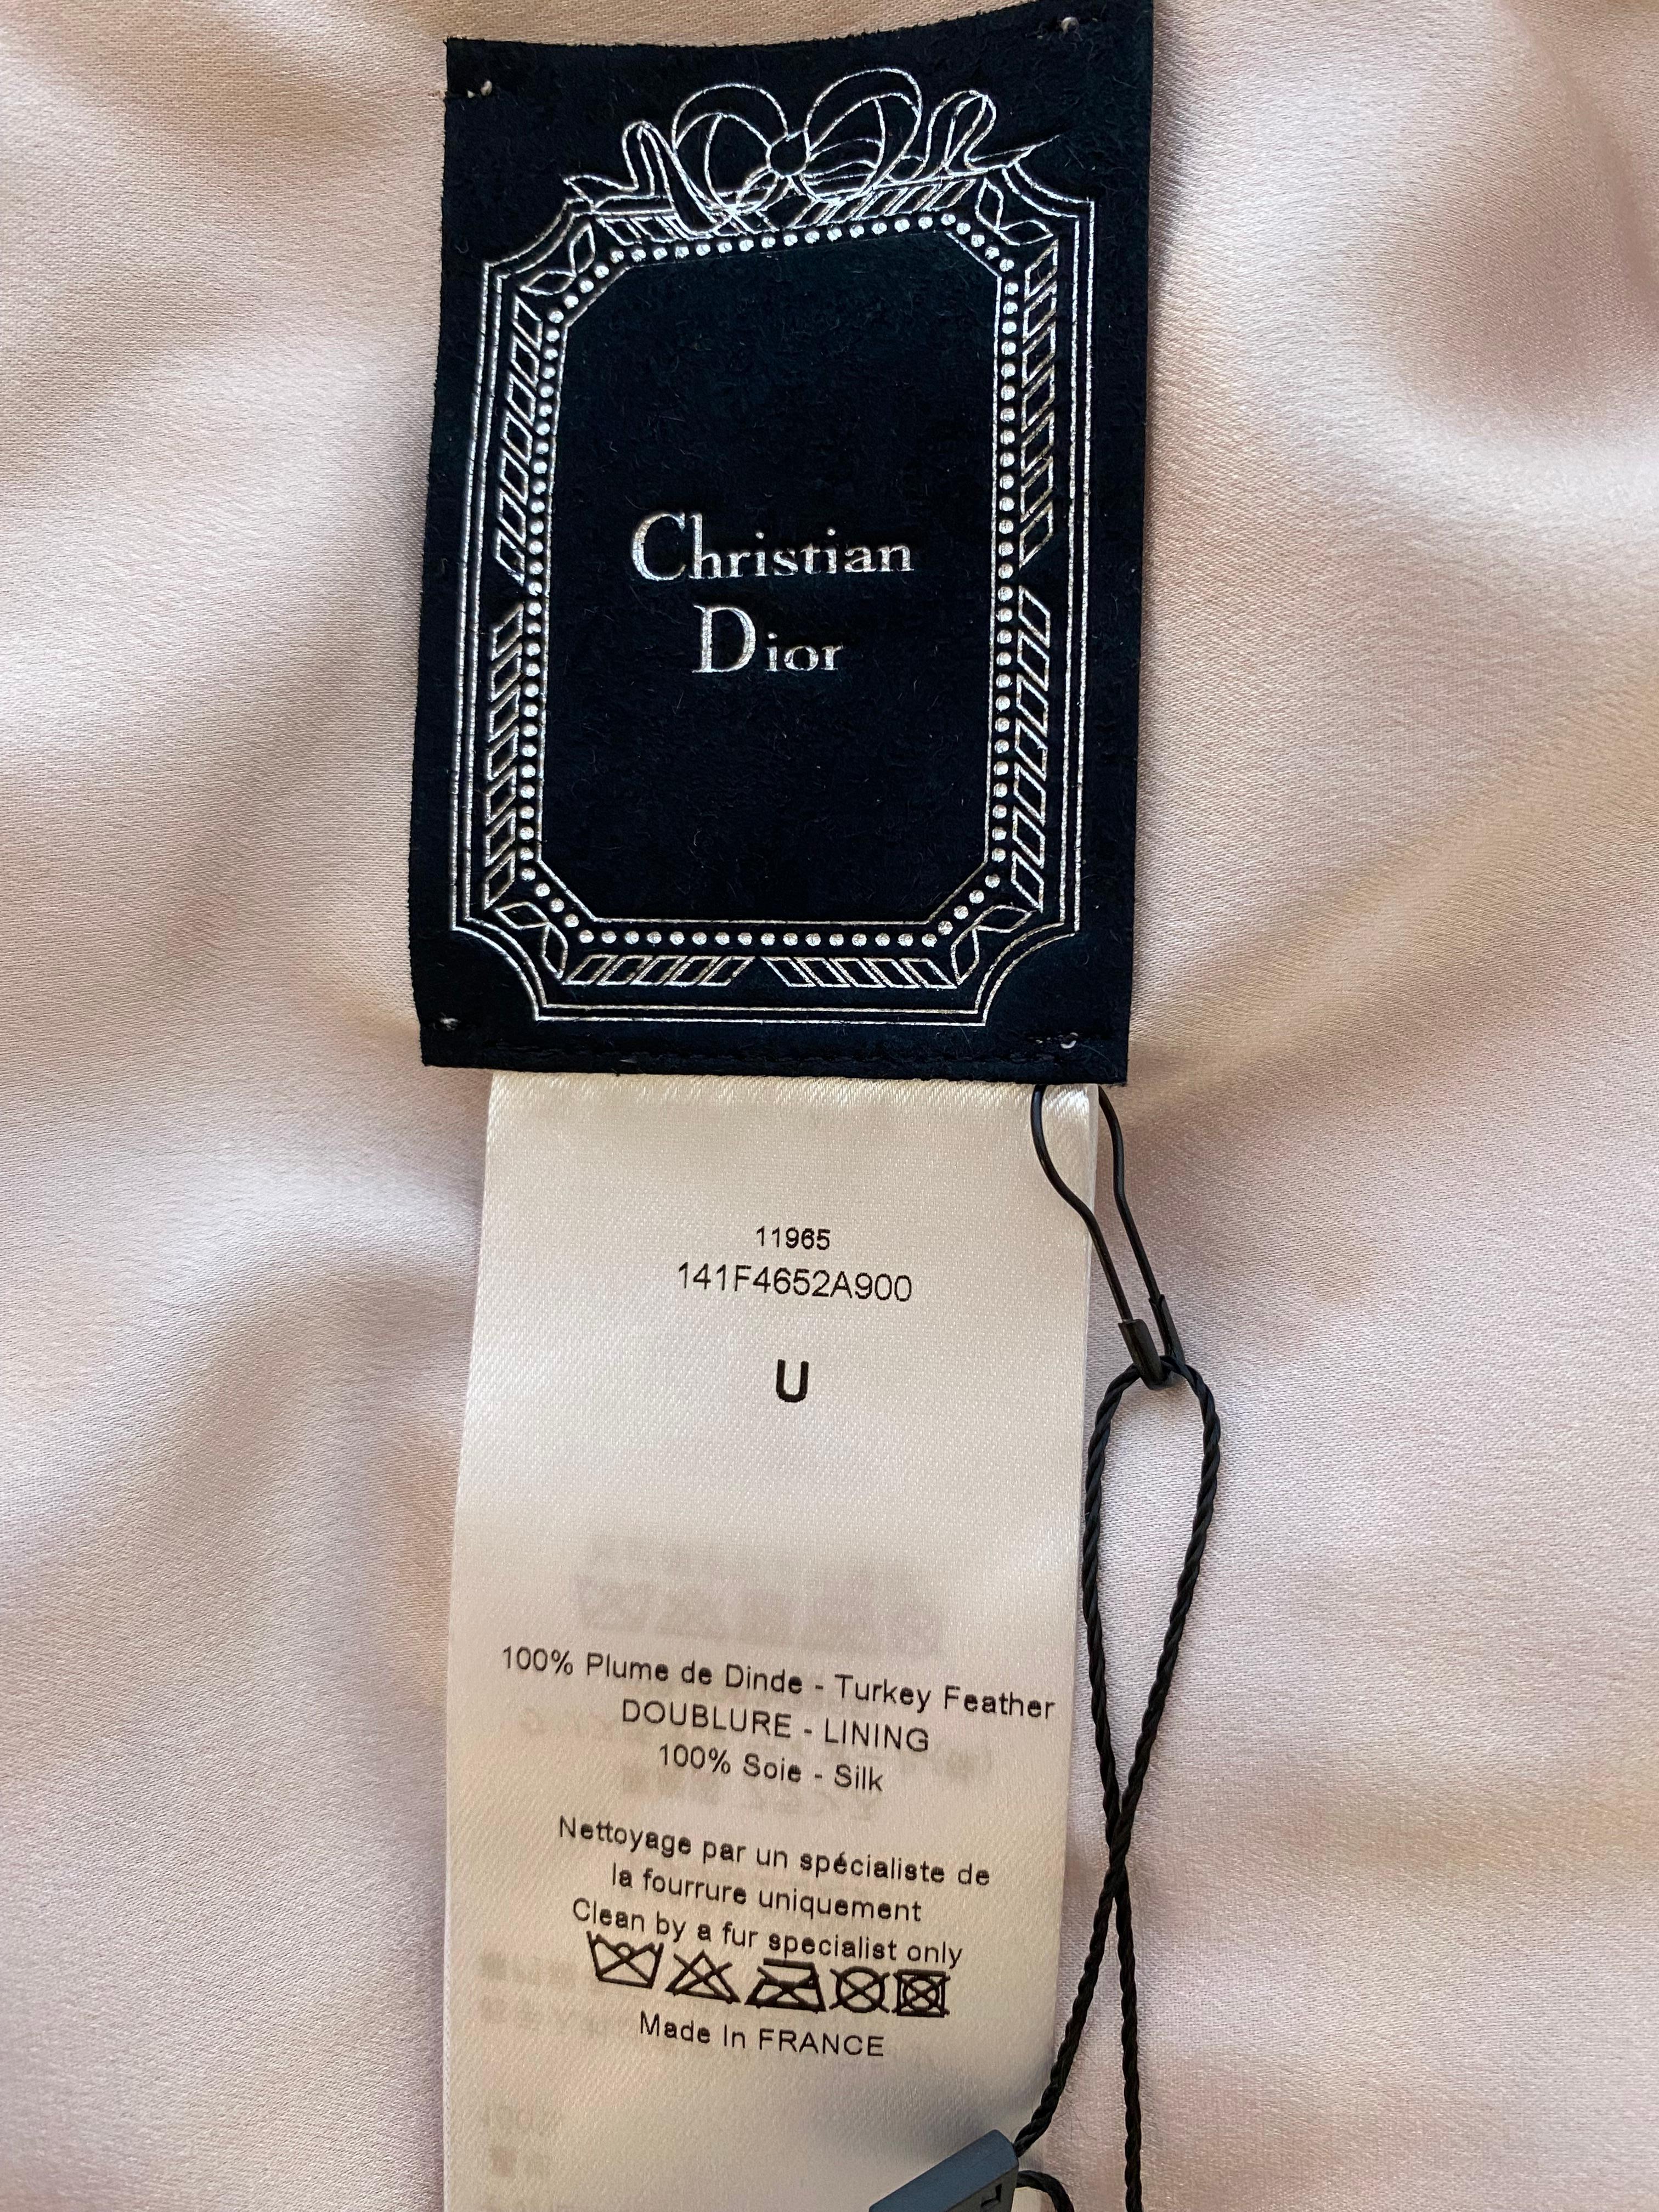 Christian
Dior
11965
141F4652A900
U
100% Plume de Dinde - Turkey Feather
DOUBLURE - LINING
100% Soie - Silk
Nettoyage par un spécialiste de
la fourrure uniquement
Clean by a fur specialist only
Made In FRANCE